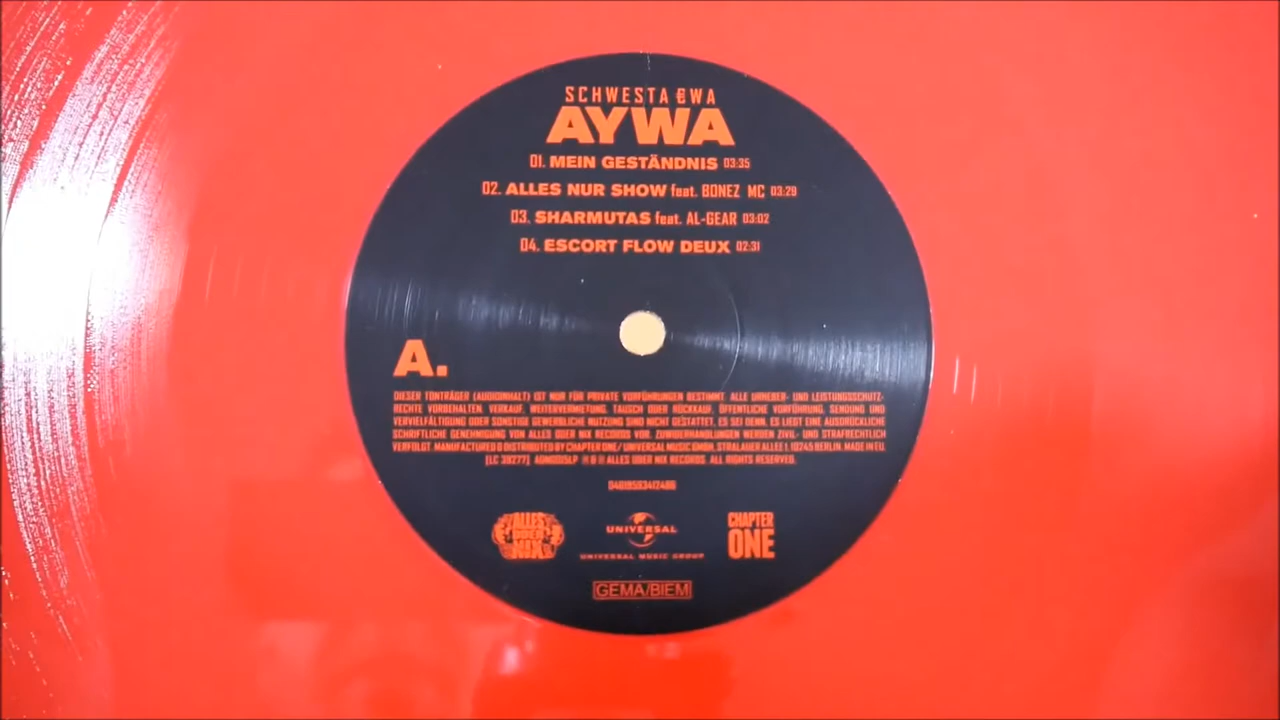 SCHWESTA EWA
AYWA
01. MEIN GESTÄNDNIS 03:35
02. ALLES NUR SHOW feat. BONEZ MC 03:29
03. SHARMUTAS feat. AL-GEAR 03:02
04. ESCORT FLOW DEUX 02:31
A.
DIESER TONTRÄGER (AUDIOINHALT) IST NUR FÜR PRIVATE VORFÜHRUNGEN BESTIMMT. ALLE URHEBER- UND LEISTUNGSSCHUTZ-
RECHTE VORBEHALTEN. VERKAUF, WEITERVERMIETUNG, TAUSCH ODER RÜCKKAUF, ÖFFENTLICHE VORFÜHRUNG, SENDUNG UND
VERVIELFÄLTIGUNG ODER SONSTIGE GEWERBLICHE NUTZUNG SIND NICHT GESTATTET, ES SEI DENN, ES LIEGT EINE AUSDRÜCKLICHE
SCHRIFTLICHE GENEHMIGUNG VON ALLES ODER NIX RECORDS VOR. ZUWIDERHANDLUNGEN WERDEN ZIVIL- UND STRAFRECHTLICH
VERFOLGT. MANUFACTURED & DISTRIBUTED BY CHAPTER ONE/ UNIVERSAL MUSIC GMBH, STRALAUER ALLEE 1, 10245 BERLIN. MADE IN EU.
(LC 39277) ℗ & © ALLES ODER NIX RECORDS. ALL RIGHTS RESERVED.
ALLES
ODER
NIX
UNIVERSAL
UNIVERSAL MUSIC GROUP
CHAPTER
ONE
GEMA/BIEM